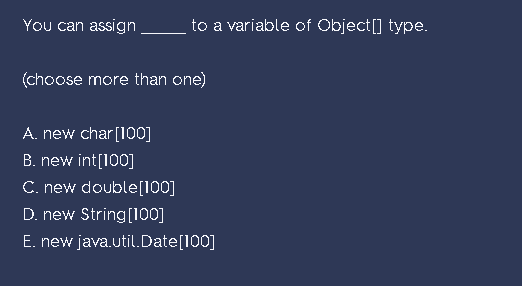 You can assign _____ to a variable of Object[] type.
(choose more than one)
A. new char[100]
B. new int[100]
C. new double[100]
D. new String[100]
E. new java.util.Date[100]